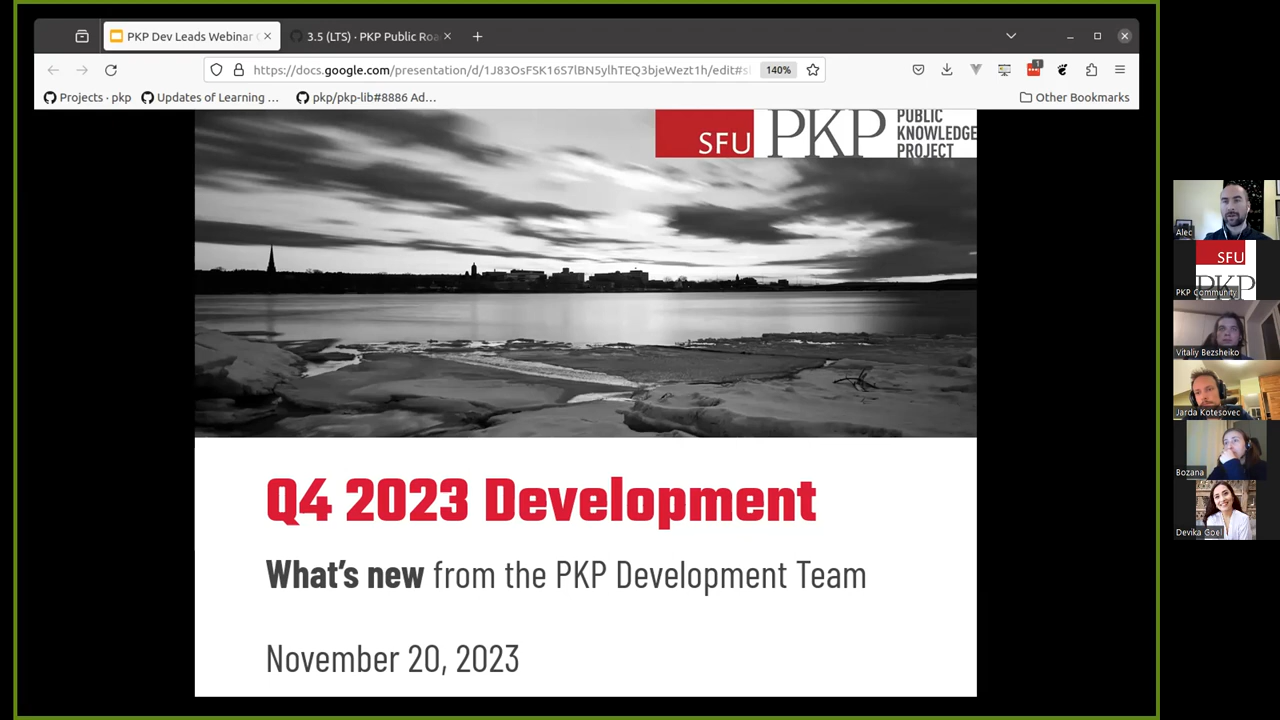 PKP Dev Leads Webinar
3.5 (LTS) · PKP Public Roa
https://docs.google.com/presentation/d/1J83OsFSK16S7lBN5ylhTEQ3bjeWezt1h/edit#sl
140%
1
Projects · pkp
Updates of Learning ...
pkp/pkp-lib#8886 Ad...
Other Bookmarks
SFU
PKP
PUBLIC
KNOWLEDGE
PROJECT
Q4 2023 Development
What's new from the PKP Development Team
November 20, 2023
Alec
SFU
PKP
PKP Community
Vitaliy Bezsheiko
Jarda Kotesovec
Bozana
Devika Goel